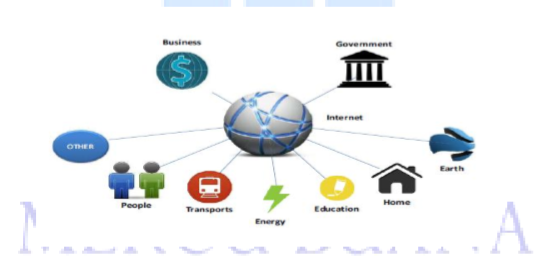 Business
Government
Internet
OTHER
Earth
People
Transports
Energy
Education
Home